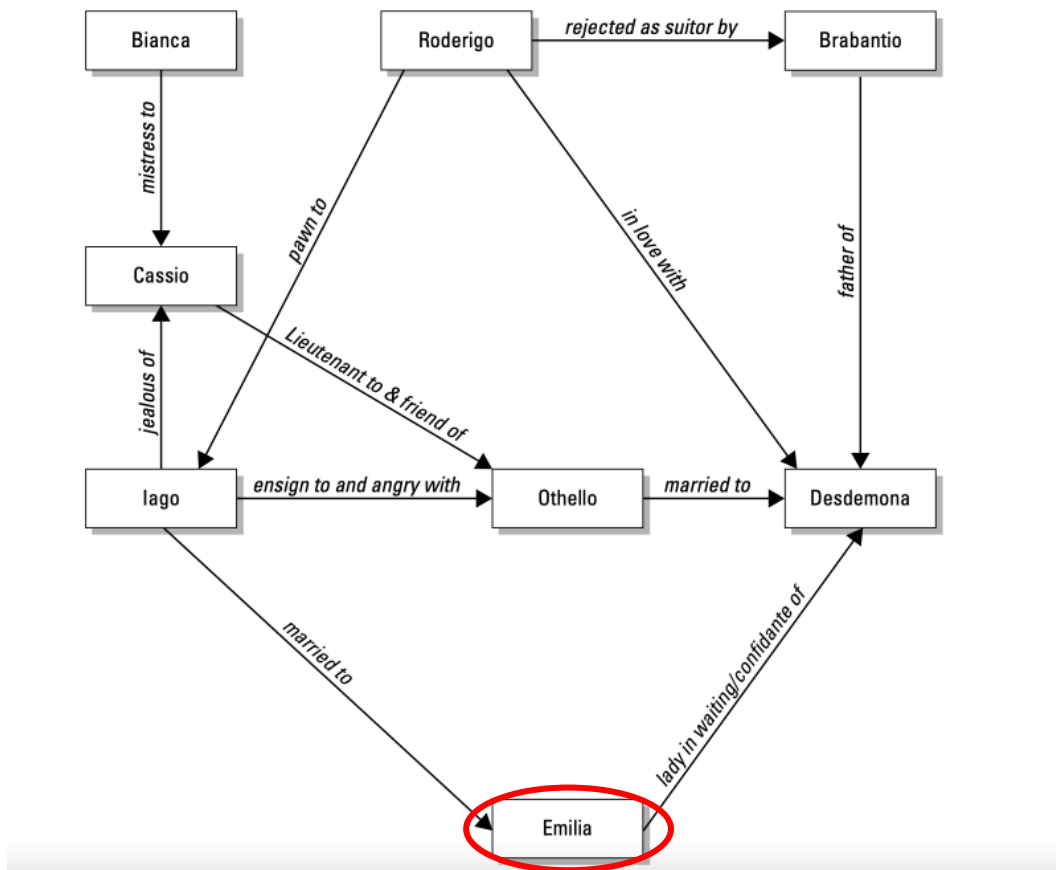 Bianca
Roderigo
rejected as suitor by
Brabantio
mistress to
pawn to
in love with
father of
Cassio
Lieutenant to & friend of
jealous of
Iago
ensign to and angry with
Othello
married to
Desdemona
married to
lady in waiting/confidante of
Emilia